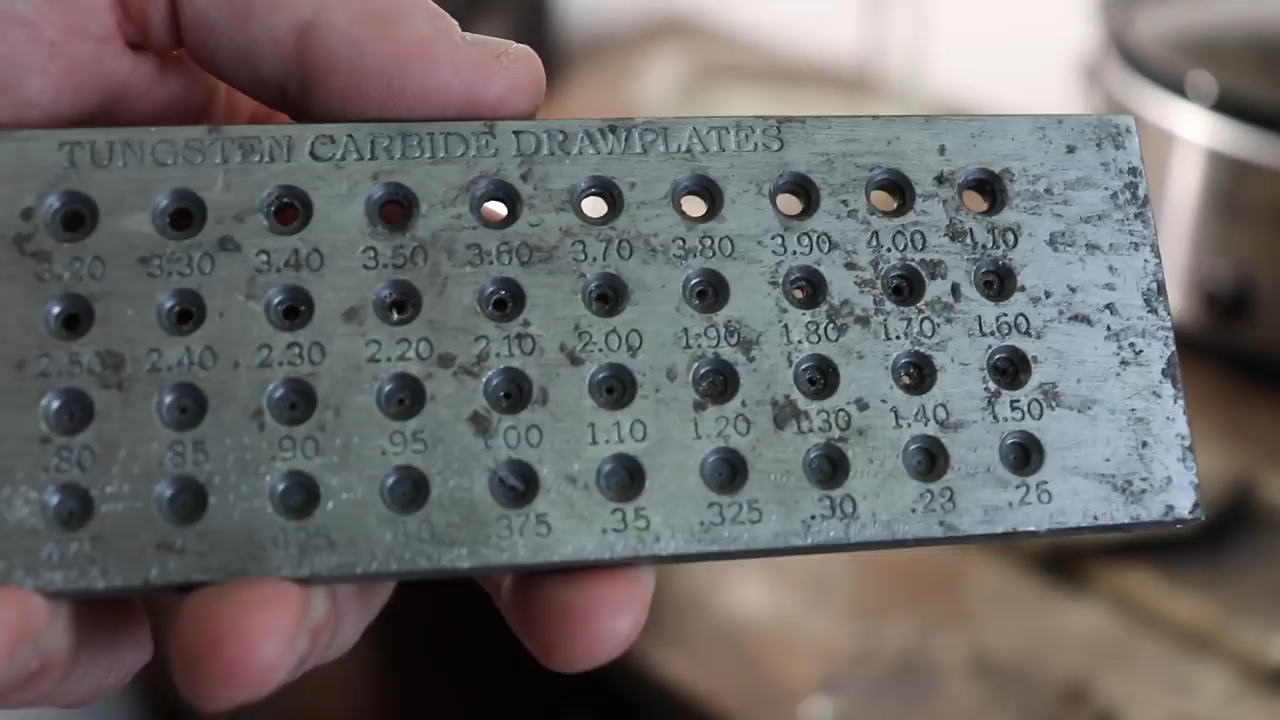 TUNGSTEN CARBIDE DRAWPLATES
3.20 3.30 3.40 3.50 3.60 3.70 3.80 3.90 4.00 4.10
2.50 2.40 2.30 2.20 2.10 2.00 1.90 1.80 1.70 1.60
.80 .85 .90 .95 1.00 1.10 1.20 1.30 1.40 1.50
.375 .35 .325 .30 .23 .26